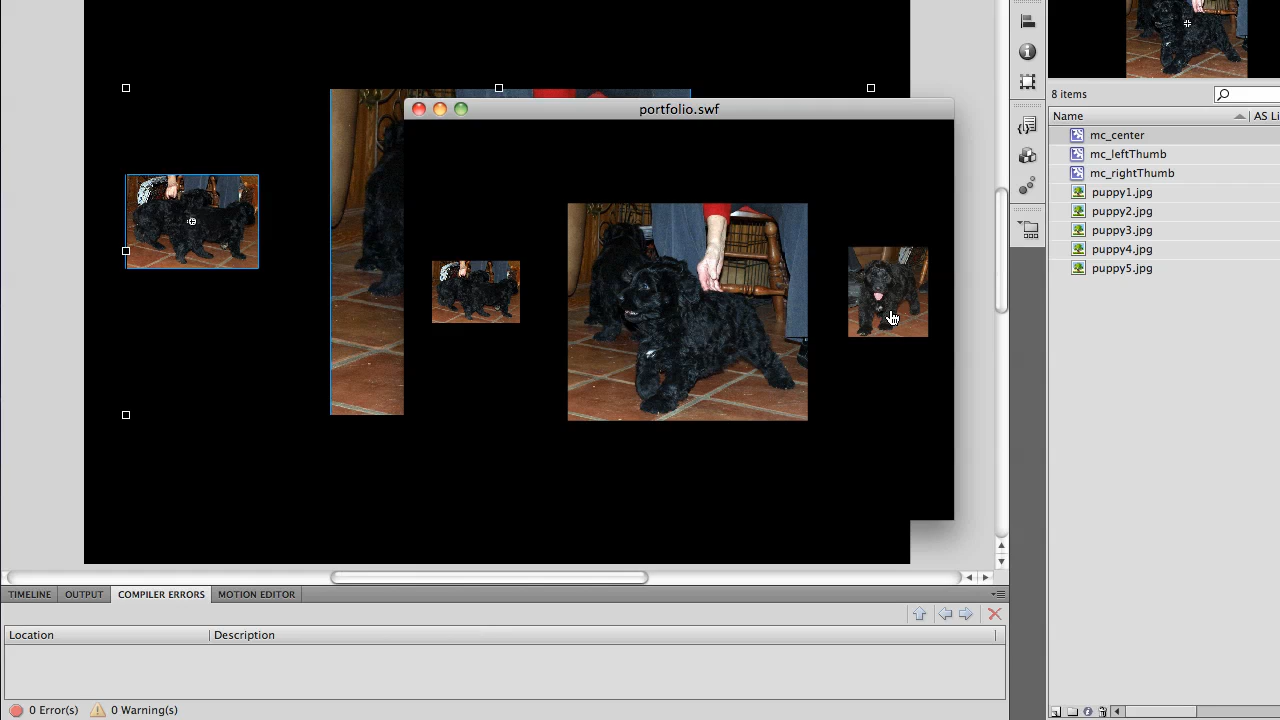 portfolio.swf
8 items
Name AS Li
mc_center
mc_leftThumb
mc_rightThumb
puppy1.jpg
puppy2.jpg
puppy3.jpg
puppy4.jpg
puppy5.jpg
TIMELINE OUTPUT COMPILER ERRORS MOTION EDITOR
Location Description
0 Error(s) 0 Warning(s)